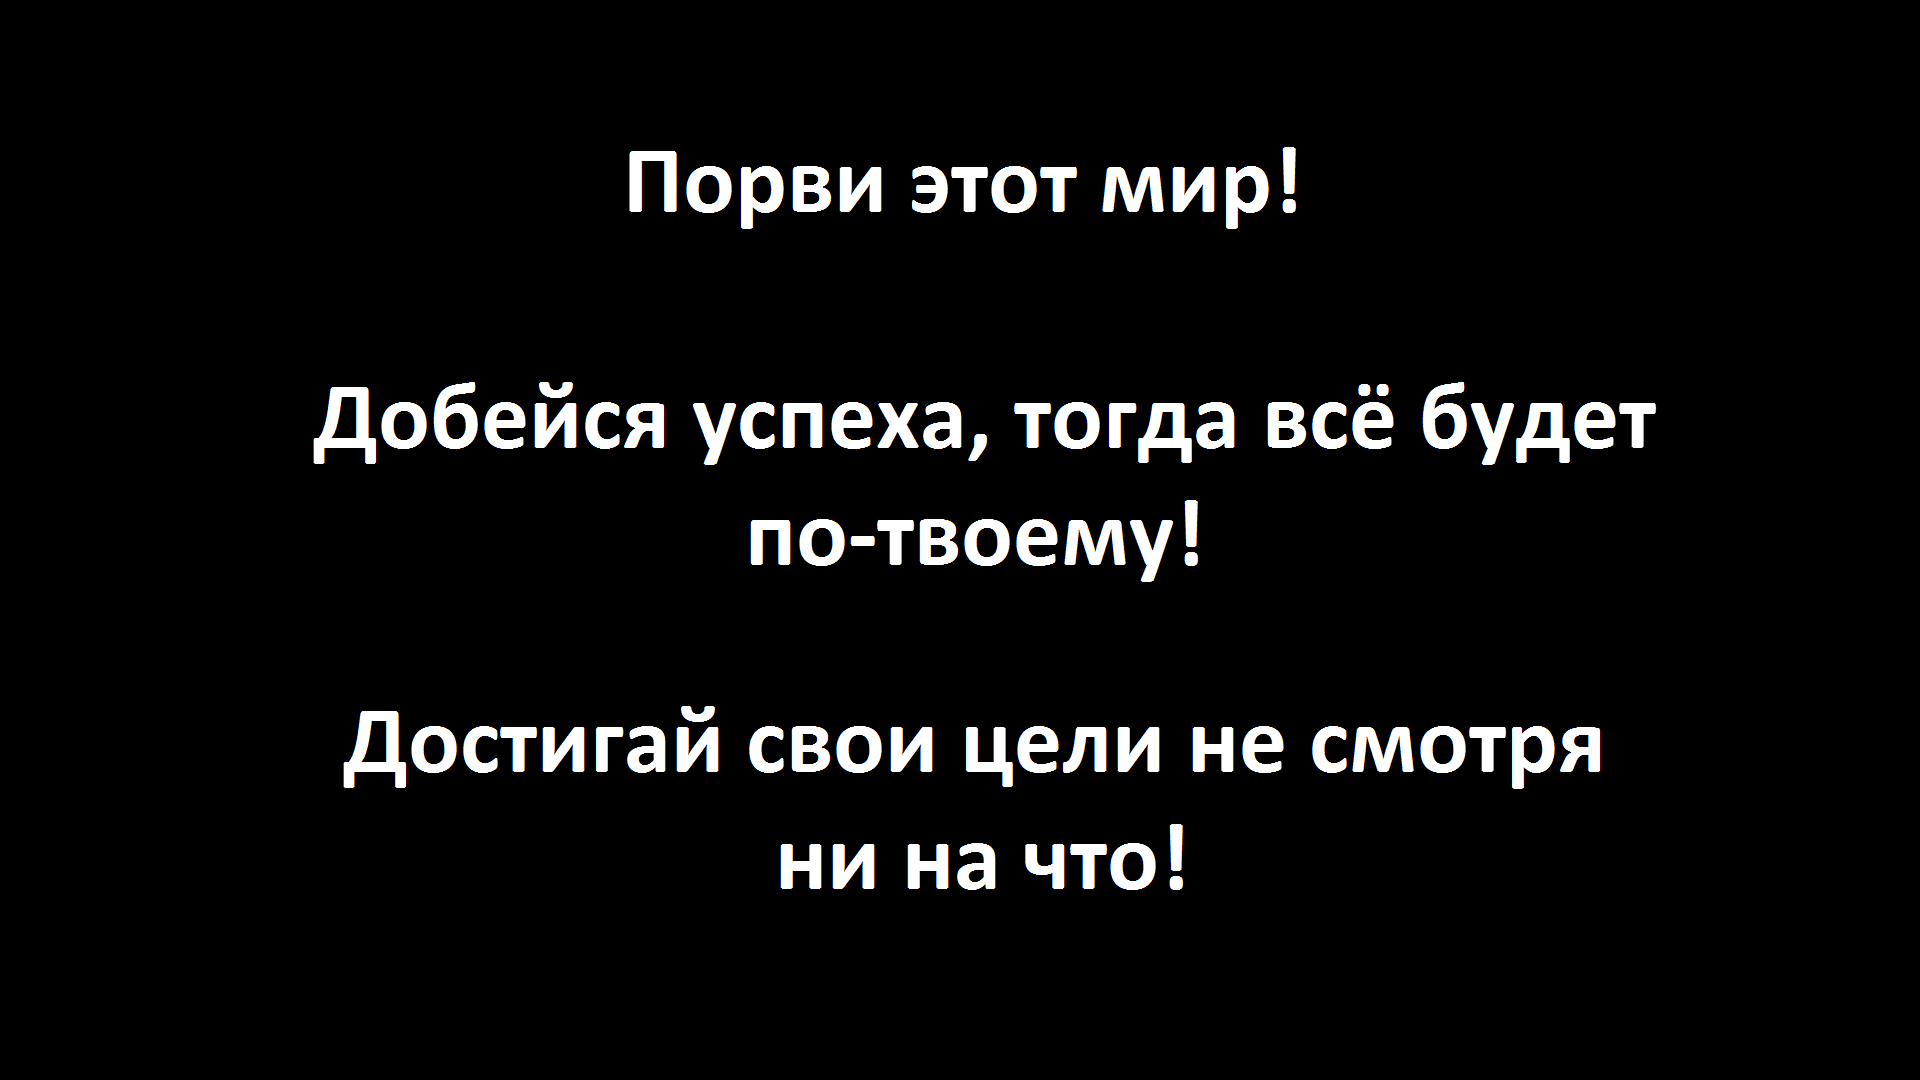 Порви этот мир!
Добейся успеха, тогда всё будет
по-твоему!
Достигай свои цели не смотря
ни на что!